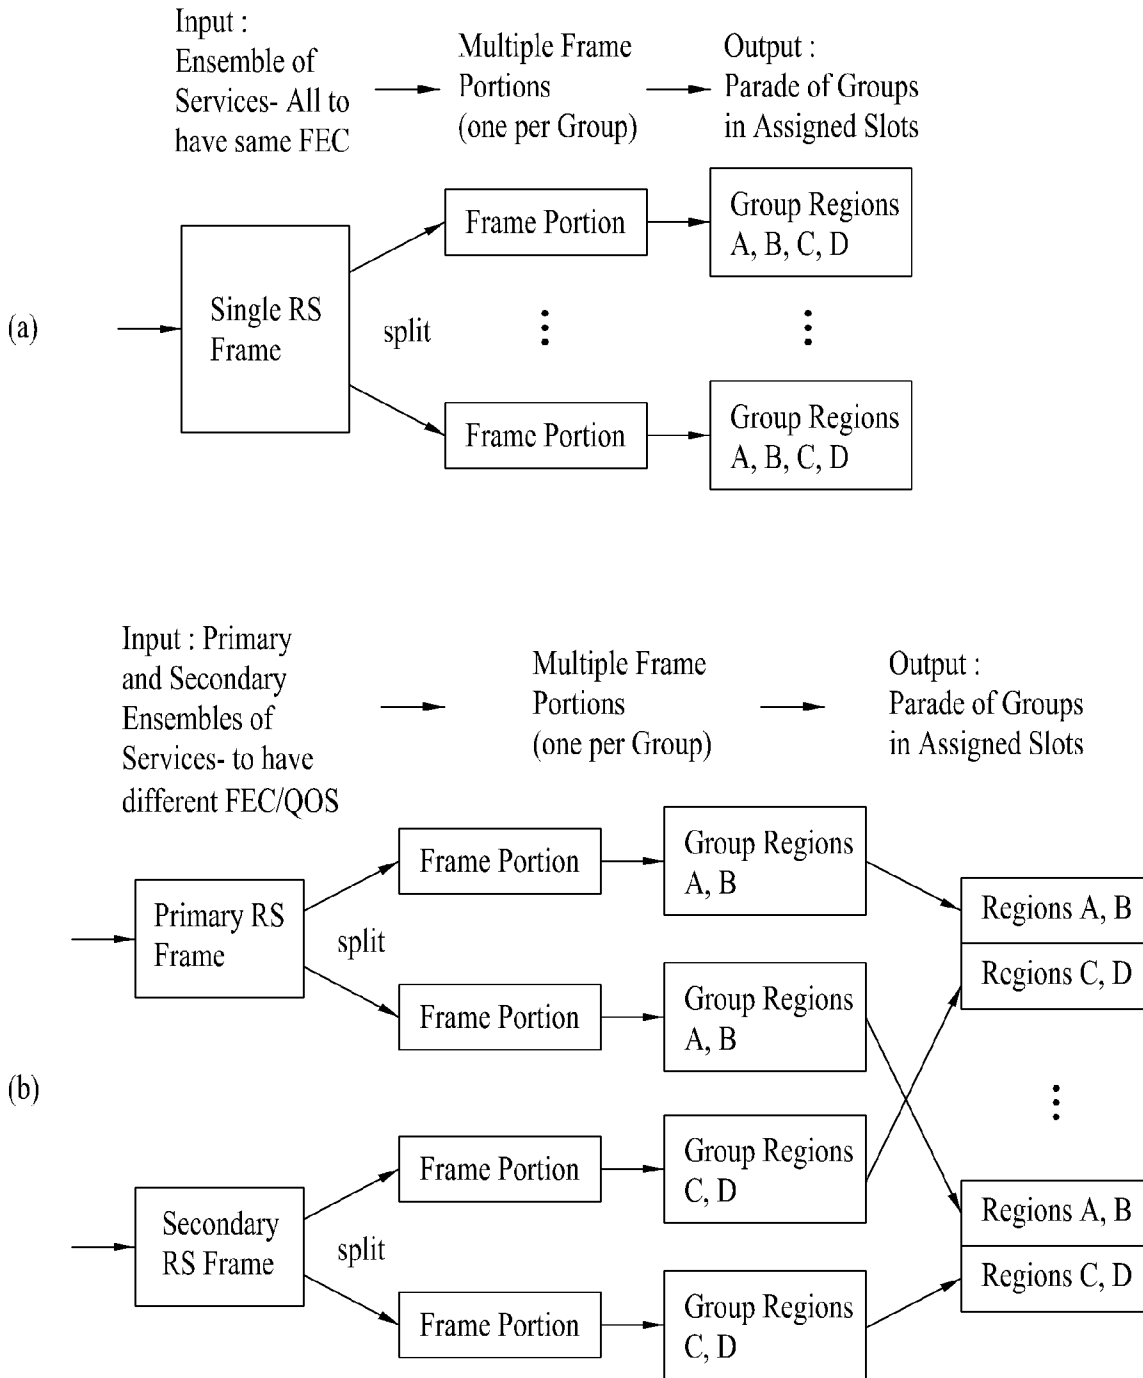 Input :
Ensemble of
Services- All to
have same FEC
Multiple Frame
Portions
(one per Group)
Output :
Parade of Groups
in Assigned Slots
(a)
Single RS
Frame
split
Frame Portion
Group Regions
A, B, C, D
Frame Portion
Group Regions
A, B, C, D
Input : Primary
and Secondary
Ensembles of
Services- to have
different FEC/QOS
Multiple Frame
Portions
(one per Group)
Output :
Parade of Groups
in Assigned Slots
(b)
Primary RS
Frame
split
Frame Portion
Group Regions
A, B
Frame Portion
Group Regions
A, B
Secondary
RS Frame
split
Frame Portion
Group Regions
C, D
Frame Portion
Group Regions
C, D
Regions A, B
Regions C, D
Regions A, B
Regions C, D